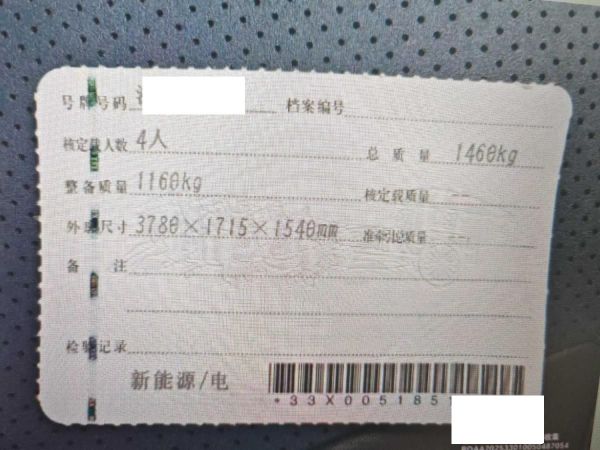 号牌号码 档案编号
核定载人数 4人 总质量 1460kg
整备质量 1160kg 核定载质量 --
外廓尺寸 3780×1715×1540mm 准牵引总质量 --
备注
检验记录
新能源/电
*33X005185